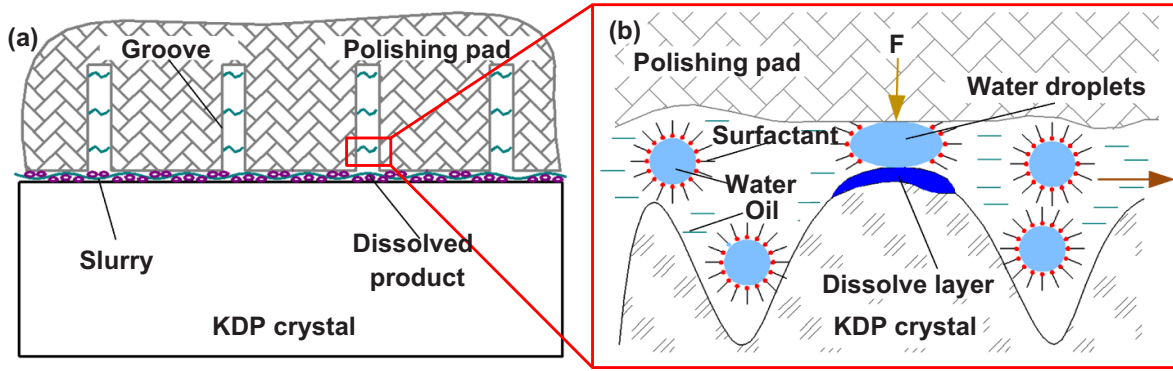 (a)
Groove
Polishing pad
Slurry
Dissolved
product
KDP crystal
(b)
F
Polishing pad
Water droplets
Surfactant
Water
Oil
Dissolve layer
KDP crystal